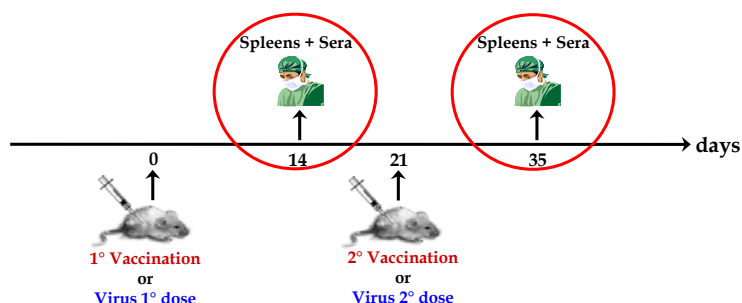 Spleens + Sera
Spleens + Sera
days
0
14
21
35
1° Vaccination
or
Virus 1° dose
2° Vaccination
or
Virus 2° dose